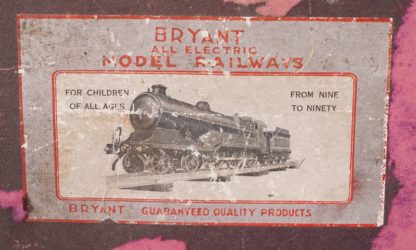 BRYANT
ALL ELECTRIC
MODEL RAILWAYS
FOR CHILDREN
OF ALL AGES
FROM NINE
TO NINETY
BRYANT GUARANTEED QUALITY PRODUCTS